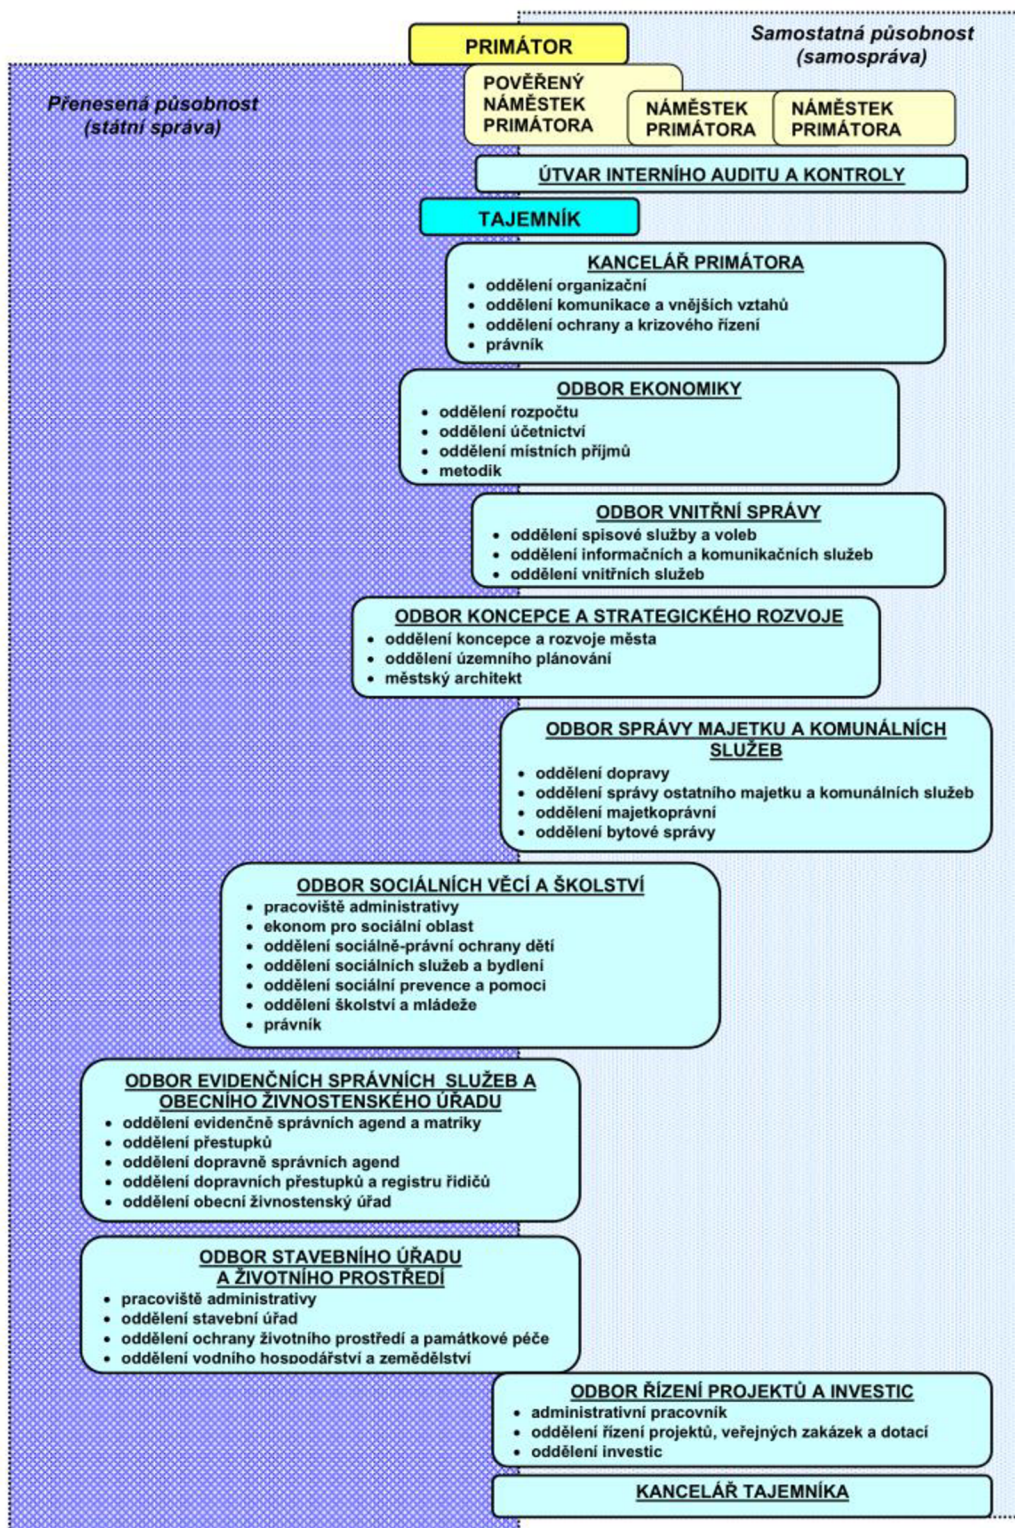 Samostatná působnost
(samospráva)
PRIMÁTOR
Přenesená působnost
(státní správa)
POVĚŘENÝ
NÁMĚSTEK
PRIMÁTORA
NÁMĚSTEK
PRIMÁTORA
NÁMĚSTEK
PRIMÁTORA
ÚTVAR INTERNÍHO AUDITU A KONTROLY
TAJEMNÍK
KANCELÁŘ PRIMÁTORA
• oddělení organizační
• oddělení komunikace a vnějších vztahů
• oddělení ochrany a krizového řízení
• právník
ODBOR EKONOMIKY
• oddělení rozpočtu
• oddělení účetnictví
• oddělení místních příjmů
• metodik
ODBOR VNITŘNÍ SPRÁVY
• oddělení spisové služby a voleb
• oddělení informačních a komunikačních služeb
• oddělení vnitřních služeb
ODBOR KONCEPCE A STRATEGICKÉHO ROZVOJE
• oddělení koncepce a rozvoje města
• oddělení územního plánování
• městský architekt
ODBOR SPRÁVY MAJETKU A KOMUNÁLNÍCH
SLUŽEB
• oddělení dopravy
• oddělení správy ostatního majetku a komunálních služeb
• oddělení majetkoprávní
• oddělení bytové správy
ODBOR SOCIÁLNÍCH VĚCÍ A ŠKOLSTVÍ
• pracoviště administrativy
• ekonom pro sociální oblast
• oddělení sociálně-právní ochrany dětí
• oddělení sociálních služeb a bydlení
• oddělení sociální prevence a pomoci
• oddělení školství a mládeže
• právník
ODBOR EVIDENČNÍCH SPRÁVNÍCH SLUŽEB A
OBECNÍHO ŽIVNOSTENSKÉHO ÚŘADU
• oddělení evidenčně správních agend a matriky
• oddělení přestupků
• oddělení dopravně správních agend
• oddělení dopravních přestupků a registru řidičů
• oddělení obecní živnostenský úřad
ODBOR STAVEBNÍHO ÚŘADU
A ŽIVOTNÍHO PROSTŘEDÍ
• pracoviště administrativy
• oddělení stavební úřad
• oddělení ochrany životního prostředí a památkové péče
• oddělení vodního hospodářství a zemědělství
ODBOR ŘÍZENÍ PROJEKTŮ A INVESTIC
• administrativní pracovník
• oddělení řízení projektů, veřejných zakázek a dotací
• oddělení investic
KANCELÁŘ TAJEMNÍKA